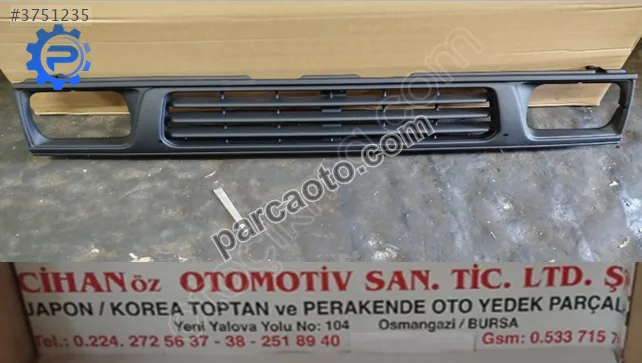 #3751235
P
parcaoto.com
CİHANöz OTOMOTİV SAN. TİC. LTD. Ş
JAPON / KOREA TOPTAN ve PERAKENDE OTO YEDEK PARÇAL
Yeni Yalova Yolu No: 104 Osmangazi / BURSA
Tel.: 0.224. 272 56 37 - 38 - 251 89 40 Gsm: 0.533 715 7